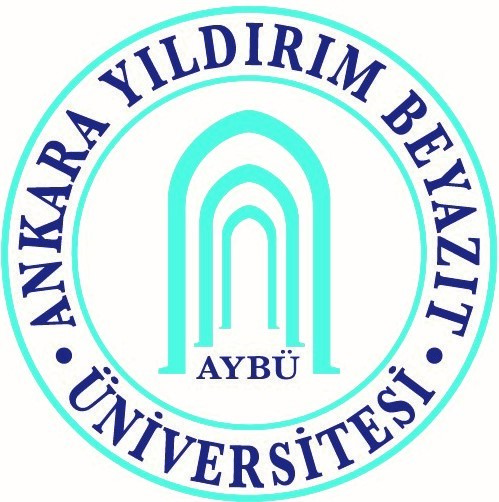 ANKARA YILDIRIM BEYAZIT
AYBÜ
• ÜNİVERSİTESİ •